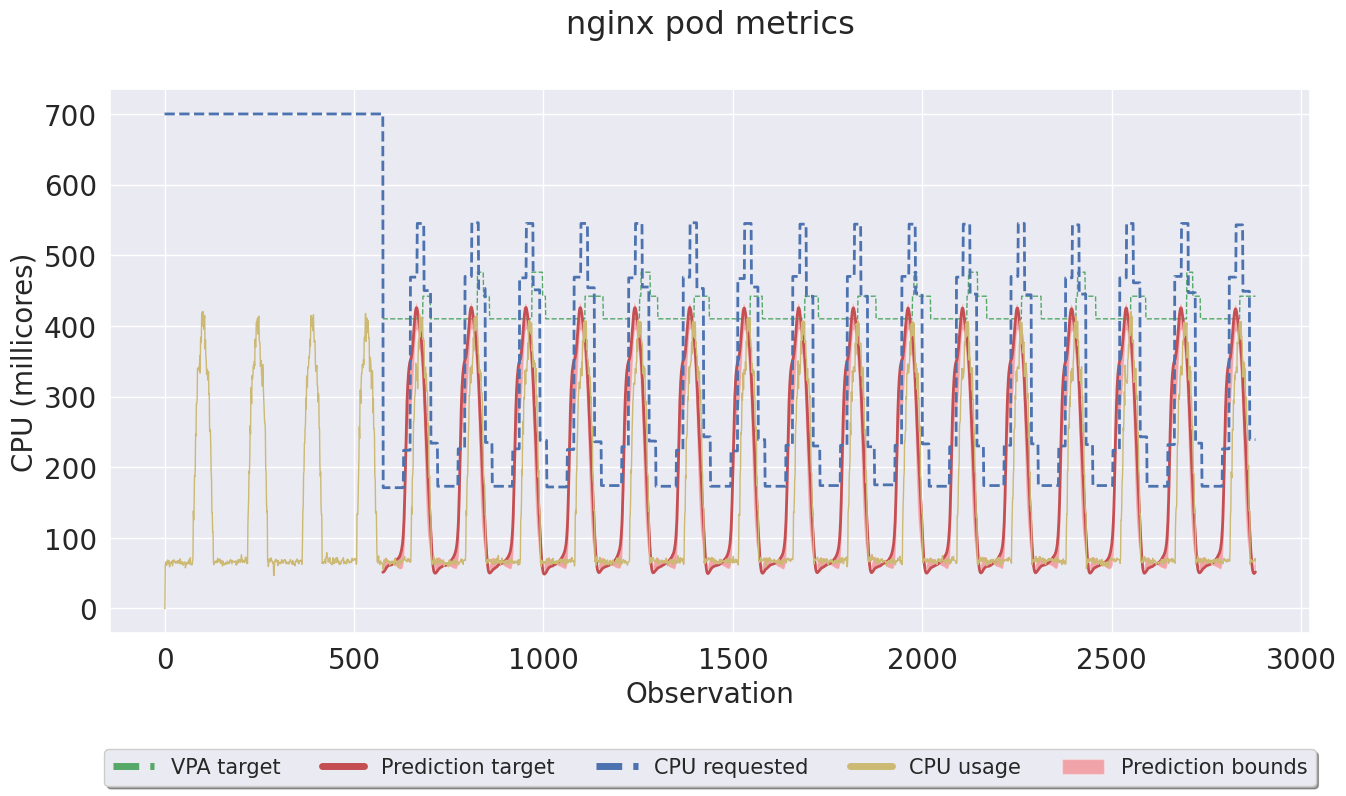 nginx pod metrics
700
600
500
400
300
200
100
0
CPU (millicores)
0 500 1000 1500 2000 2500 3000
Observation
VPA target Prediction target CPU requested CPU usage Prediction bounds